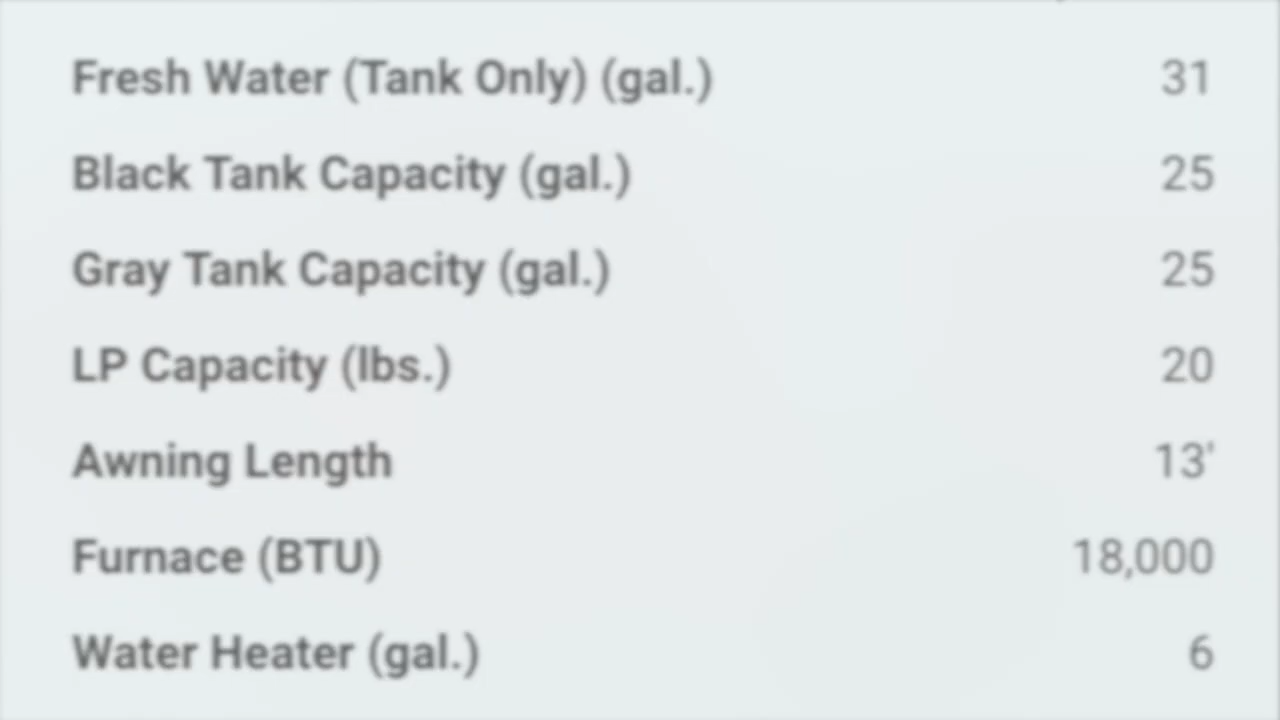 Fresh Water (Tank Only) (gal.) 31
Black Tank Capacity (gal.) 25
Gray Tank Capacity (gal.) 25
LP Capacity (lbs.) 20
Awning Length 13'
Furnace (BTU) 18,000
Water Heater (gal.) 6